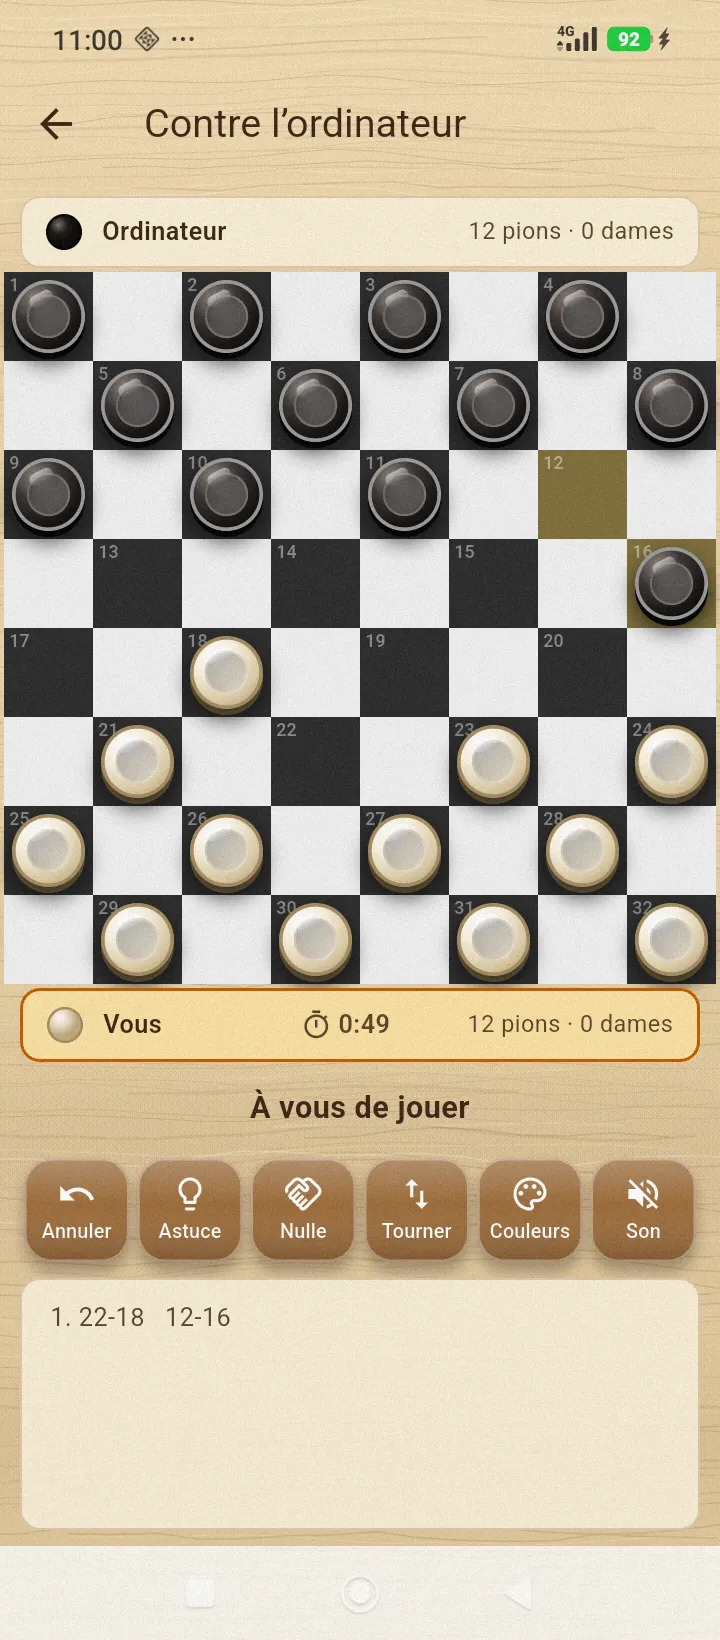 11:00 ... 4G 92
Contre l’ordinateur
Ordinateur 12 pions · 0 dames
1 2 3 4
5 6 7 8
9 10 11 12
13 14 15 16
17 18 19 20
21 22 23 24
25 26 27 28
29 30 31 32
Vous 0:49 12 pions · 0 dames
À vous de jouer
Annuler Astuce Nulle Tourner Couleurs Son
1. 22-18 12-16